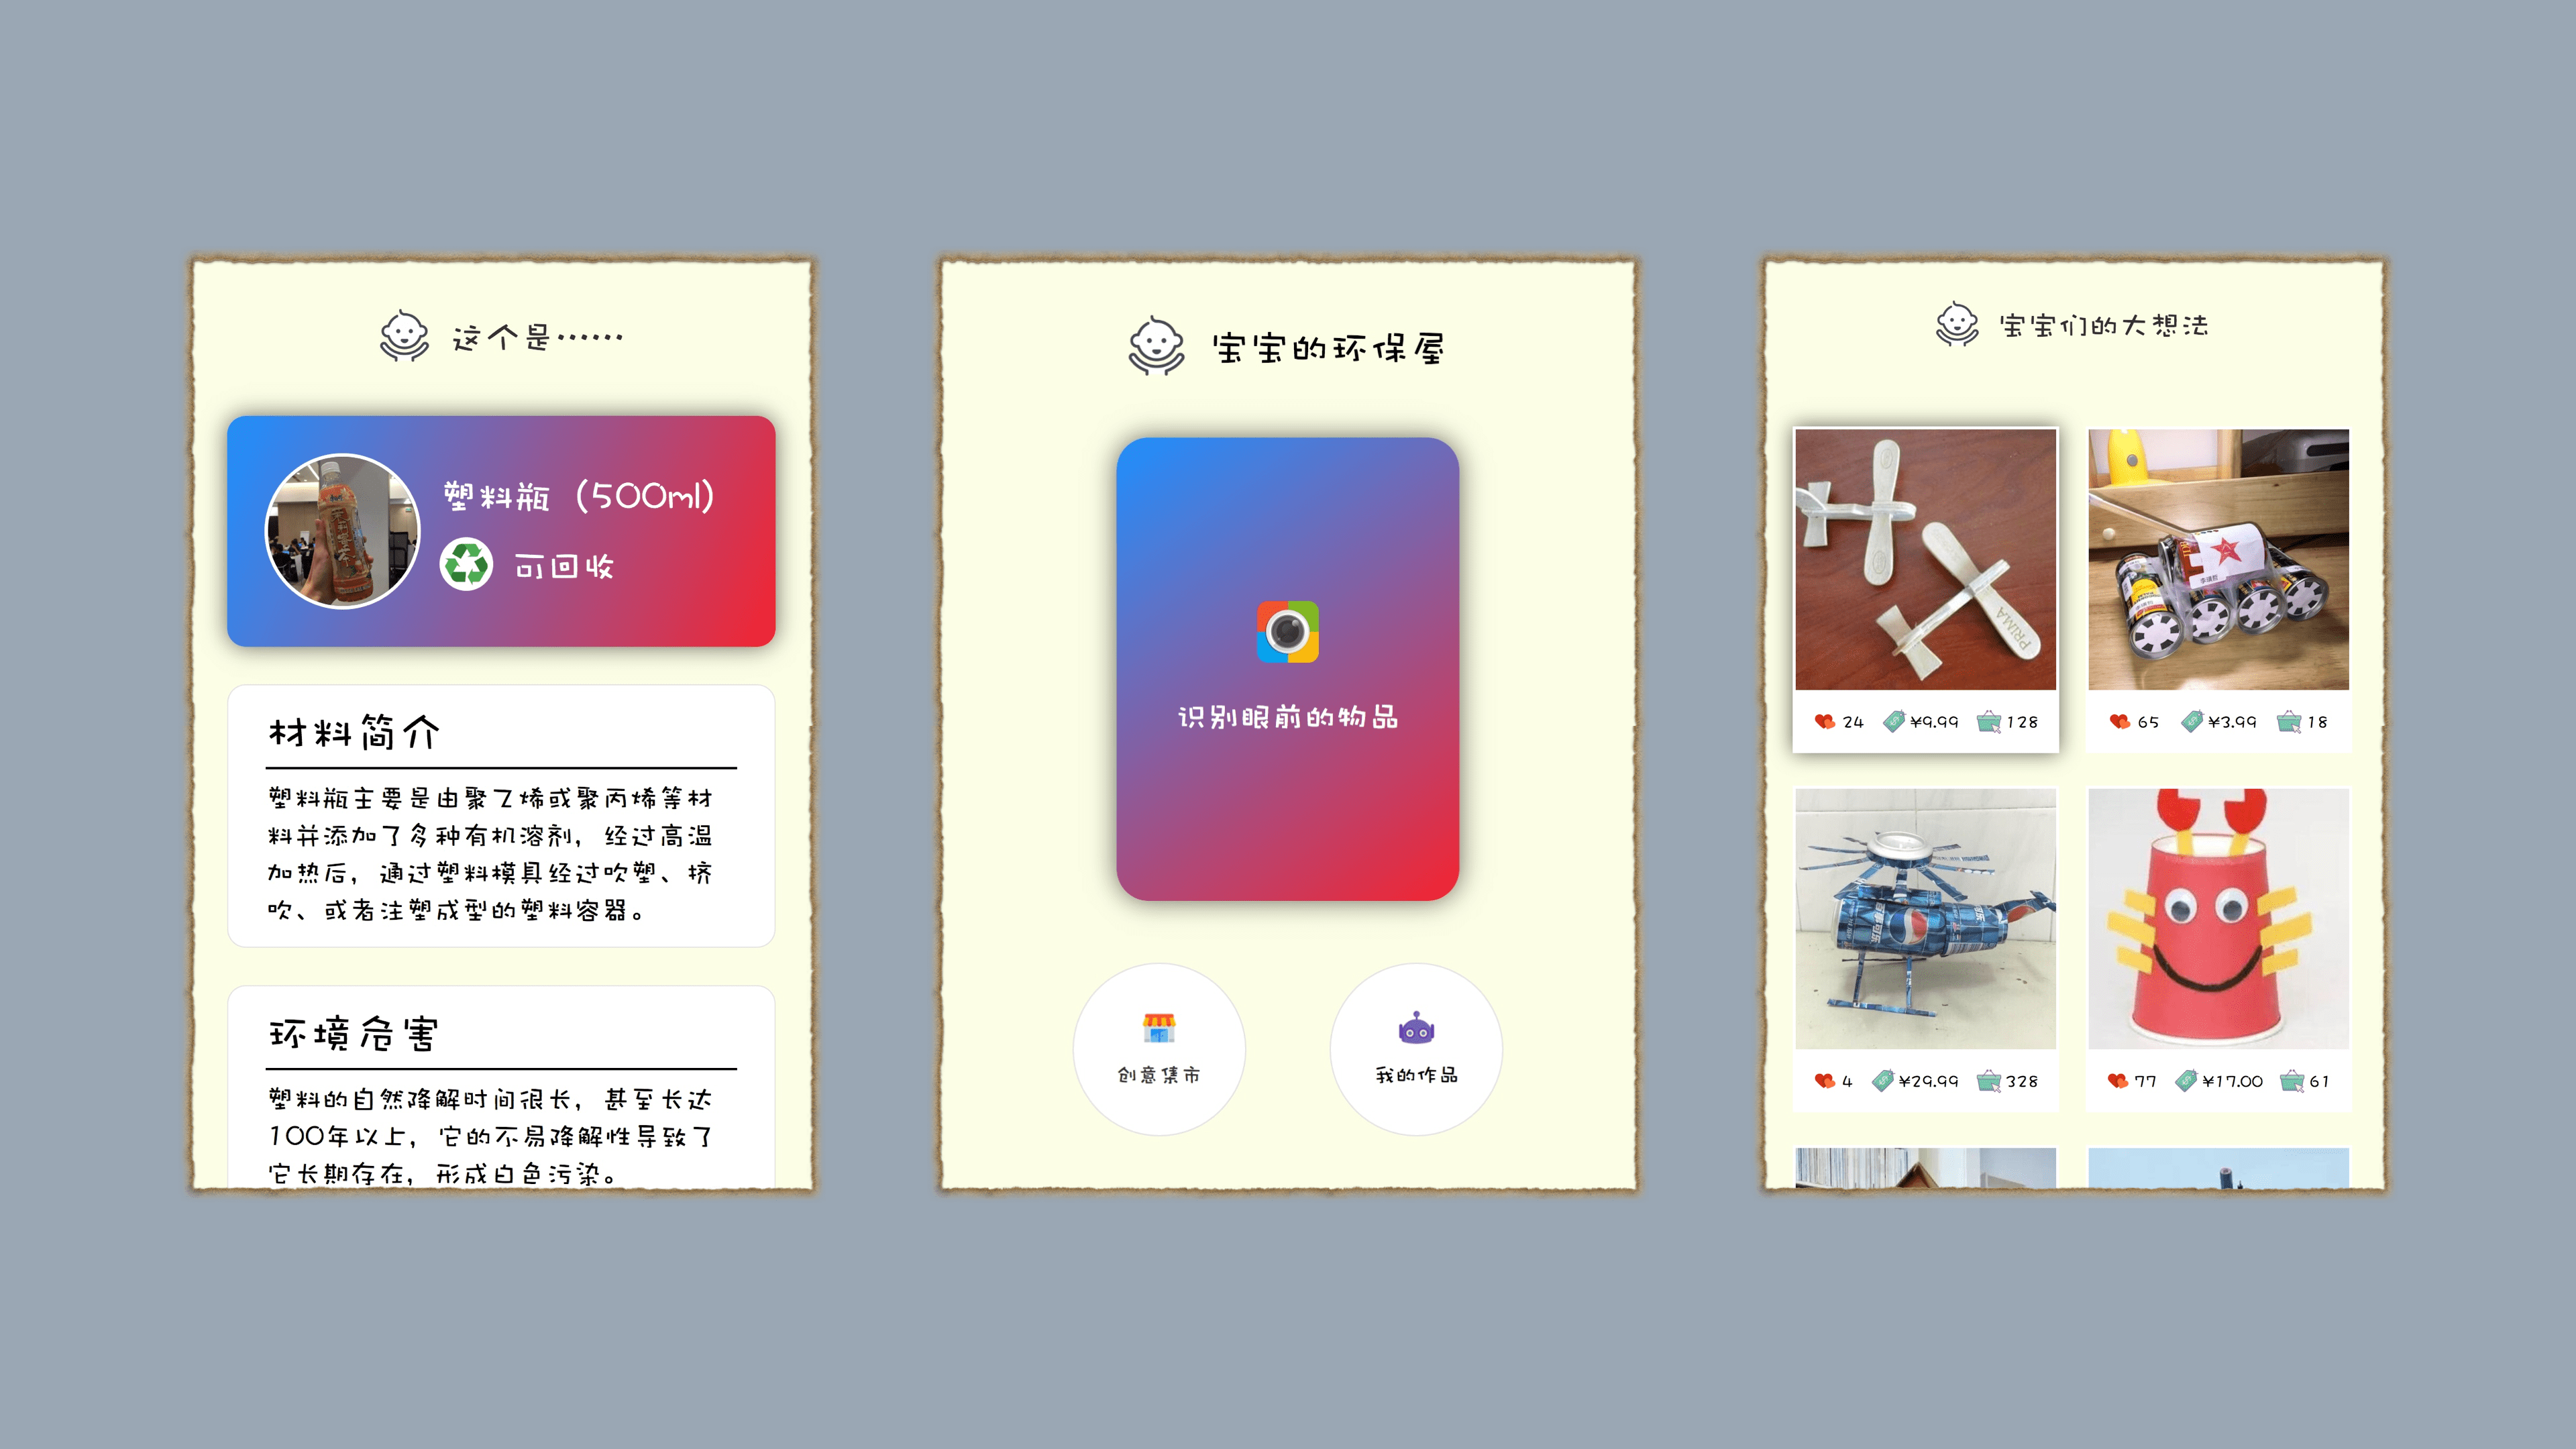 这个是……
塑料瓶（500ml）
可回收
材料简介
塑料瓶主要是由聚乙烯或聚丙烯等材
料并添加了多种有机溶剂，经过高温
加热后，通过塑料模具经过吹塑、挤
吹、或者注塑成型的塑料容器。
环境危害
塑料的自然降解时间很长，甚至长达
100年以上，它的不易降解性导致了
它长期存在，形成白色污染。
宝宝的环保屋
识别眼前的物品
创意集市
我的作品
宝宝们的大想法
PRIMA
24 ¥9.99 128
65 ¥3.99 18
百事可乐
4 ¥29.99 328
77 ¥17.00 61